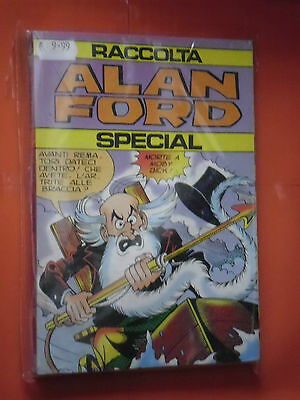 9.99
RACCOLTA
ALAN
FORD
SPECIAL
AVANTI REMA-
TORI DATECI
DENTRO! CHE
AVETE, L'AR-
TRITE ALLE
BRACCIA?
MORTE A
MOBY
DICK!